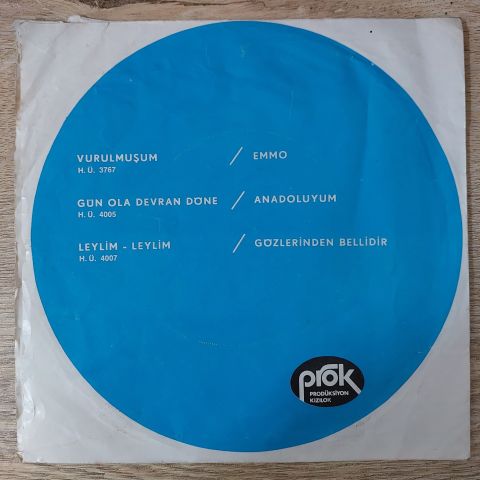 VURULMUŞUM / EMMO
H. Ü. 3767
GÜN OLA DEVRAN DÖNE / ANADOLUYUM
H. Ü. 4005
LEYLİM - LEYLİM / GÖZLERİNDEN BELLİDİR
H. Ü. 4007
prok
PRODÜKSİYON
KIZILOK